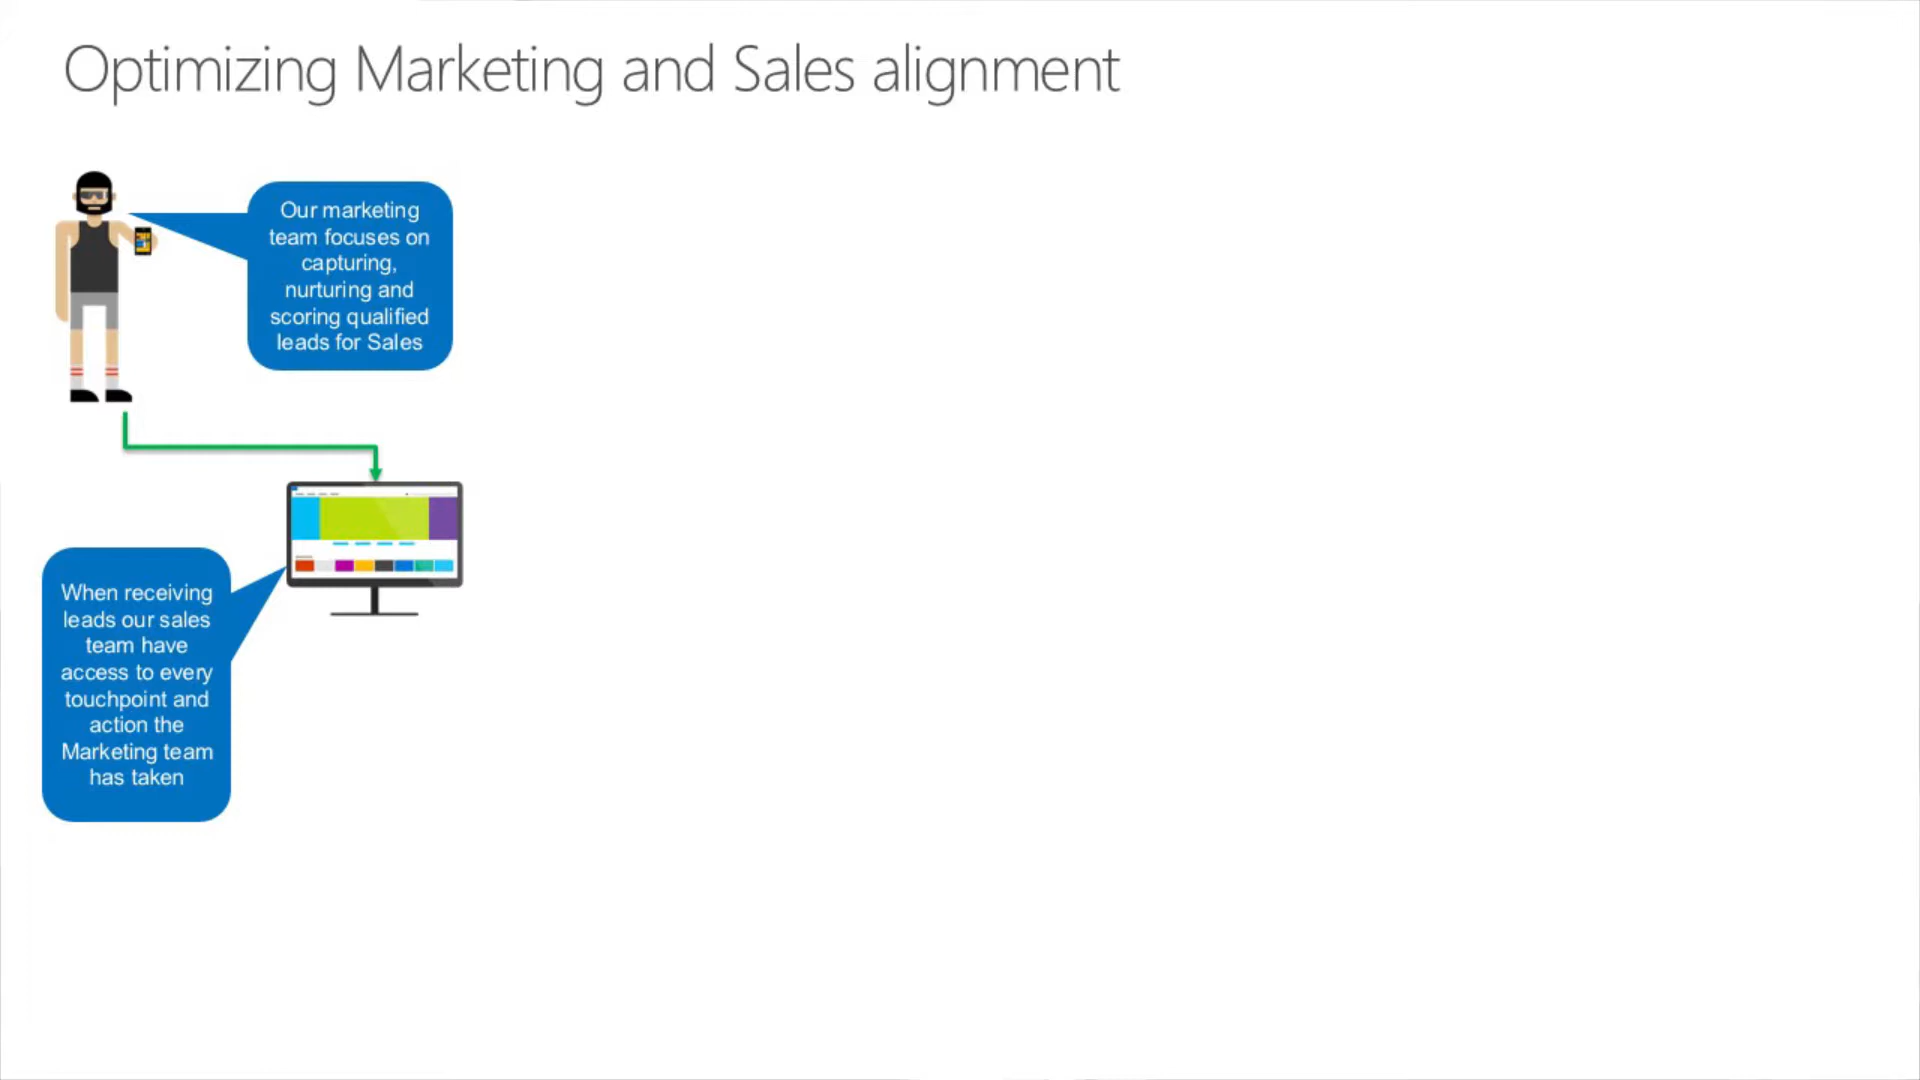 Optimizing Marketing and Sales alignment
Our marketing
team focuses on
capturing,
nurturing and
scoring qualified
leads for Sales
When receiving
leads our sales
team have
access to every
touchpoint and
action the
Marketing team
has taken